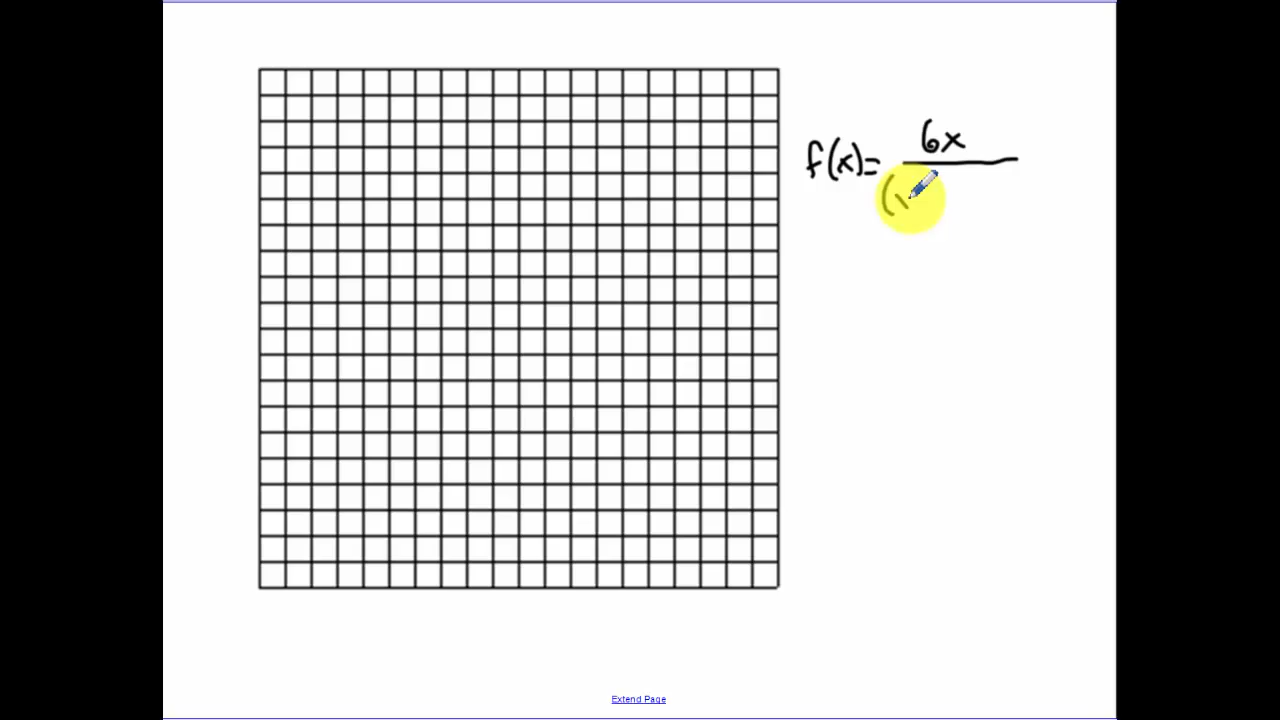 6x
f(x)=
(
Extend Page